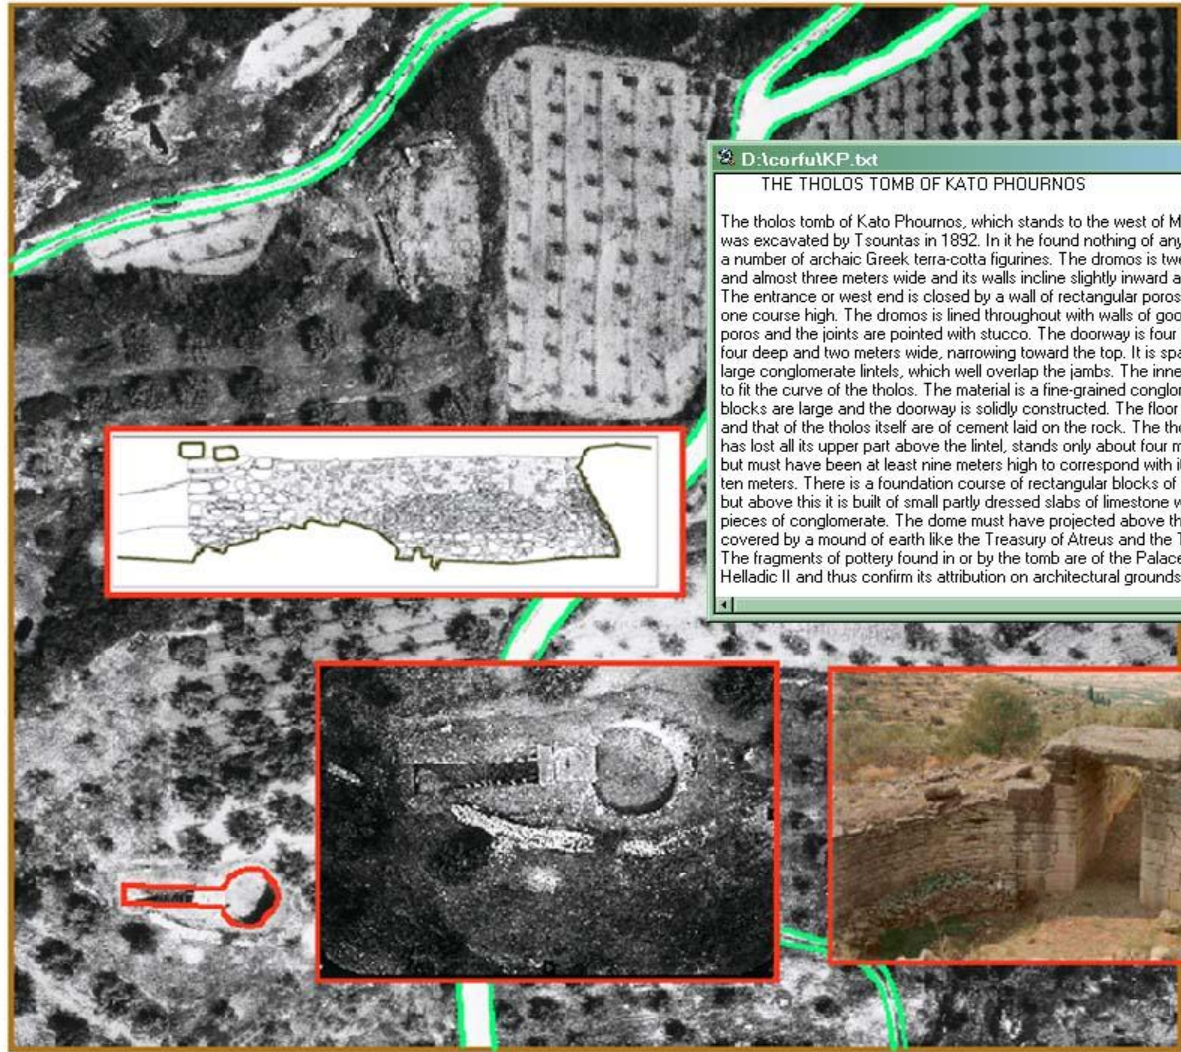 D:\corfu\KP.txt
THE THOLOS TOMB OF KATO PHOURNOS
The tholos tomb of Kato Phournos, which stands to the west of M
was excavated by Tsountas in 1892. In it he found nothing of any
a number of archaic Greek terra-cotta figurines. The dromos is twe
and almost three meters wide and its walls incline slightly inward a
The entrance or west end is closed by a wall of rectangular poros
one course high. The dromos is lined throughout with walls of goo
poros and the joints are pointed with stucco. The doorway is four
four deep and two meters wide, narrowing toward the top. It is spa
large conglomerate lintels, which well overlap the jambs. The inne
to fit the curve of the tholos. The material is a fine-grained conglor
blocks are large and the doorway is solidly constructed. The floor
and that of the tholos itself are of cement laid on the rock. The tho
has lost all its upper part above the lintel, stands only about four m
but must have been at least nine meters high to correspond with it
ten meters. There is a foundation course of rectangular blocks of
but above this it is built of small partly dressed slabs of limestone w
pieces of conglomerate. The dome must have projected above th
covered by a mound of earth like the Treasury of Atreus and the T
The fragments of pottery found in or by the tomb are of the Palace
Helladic II and thus confirm its attribution on architectural grounds